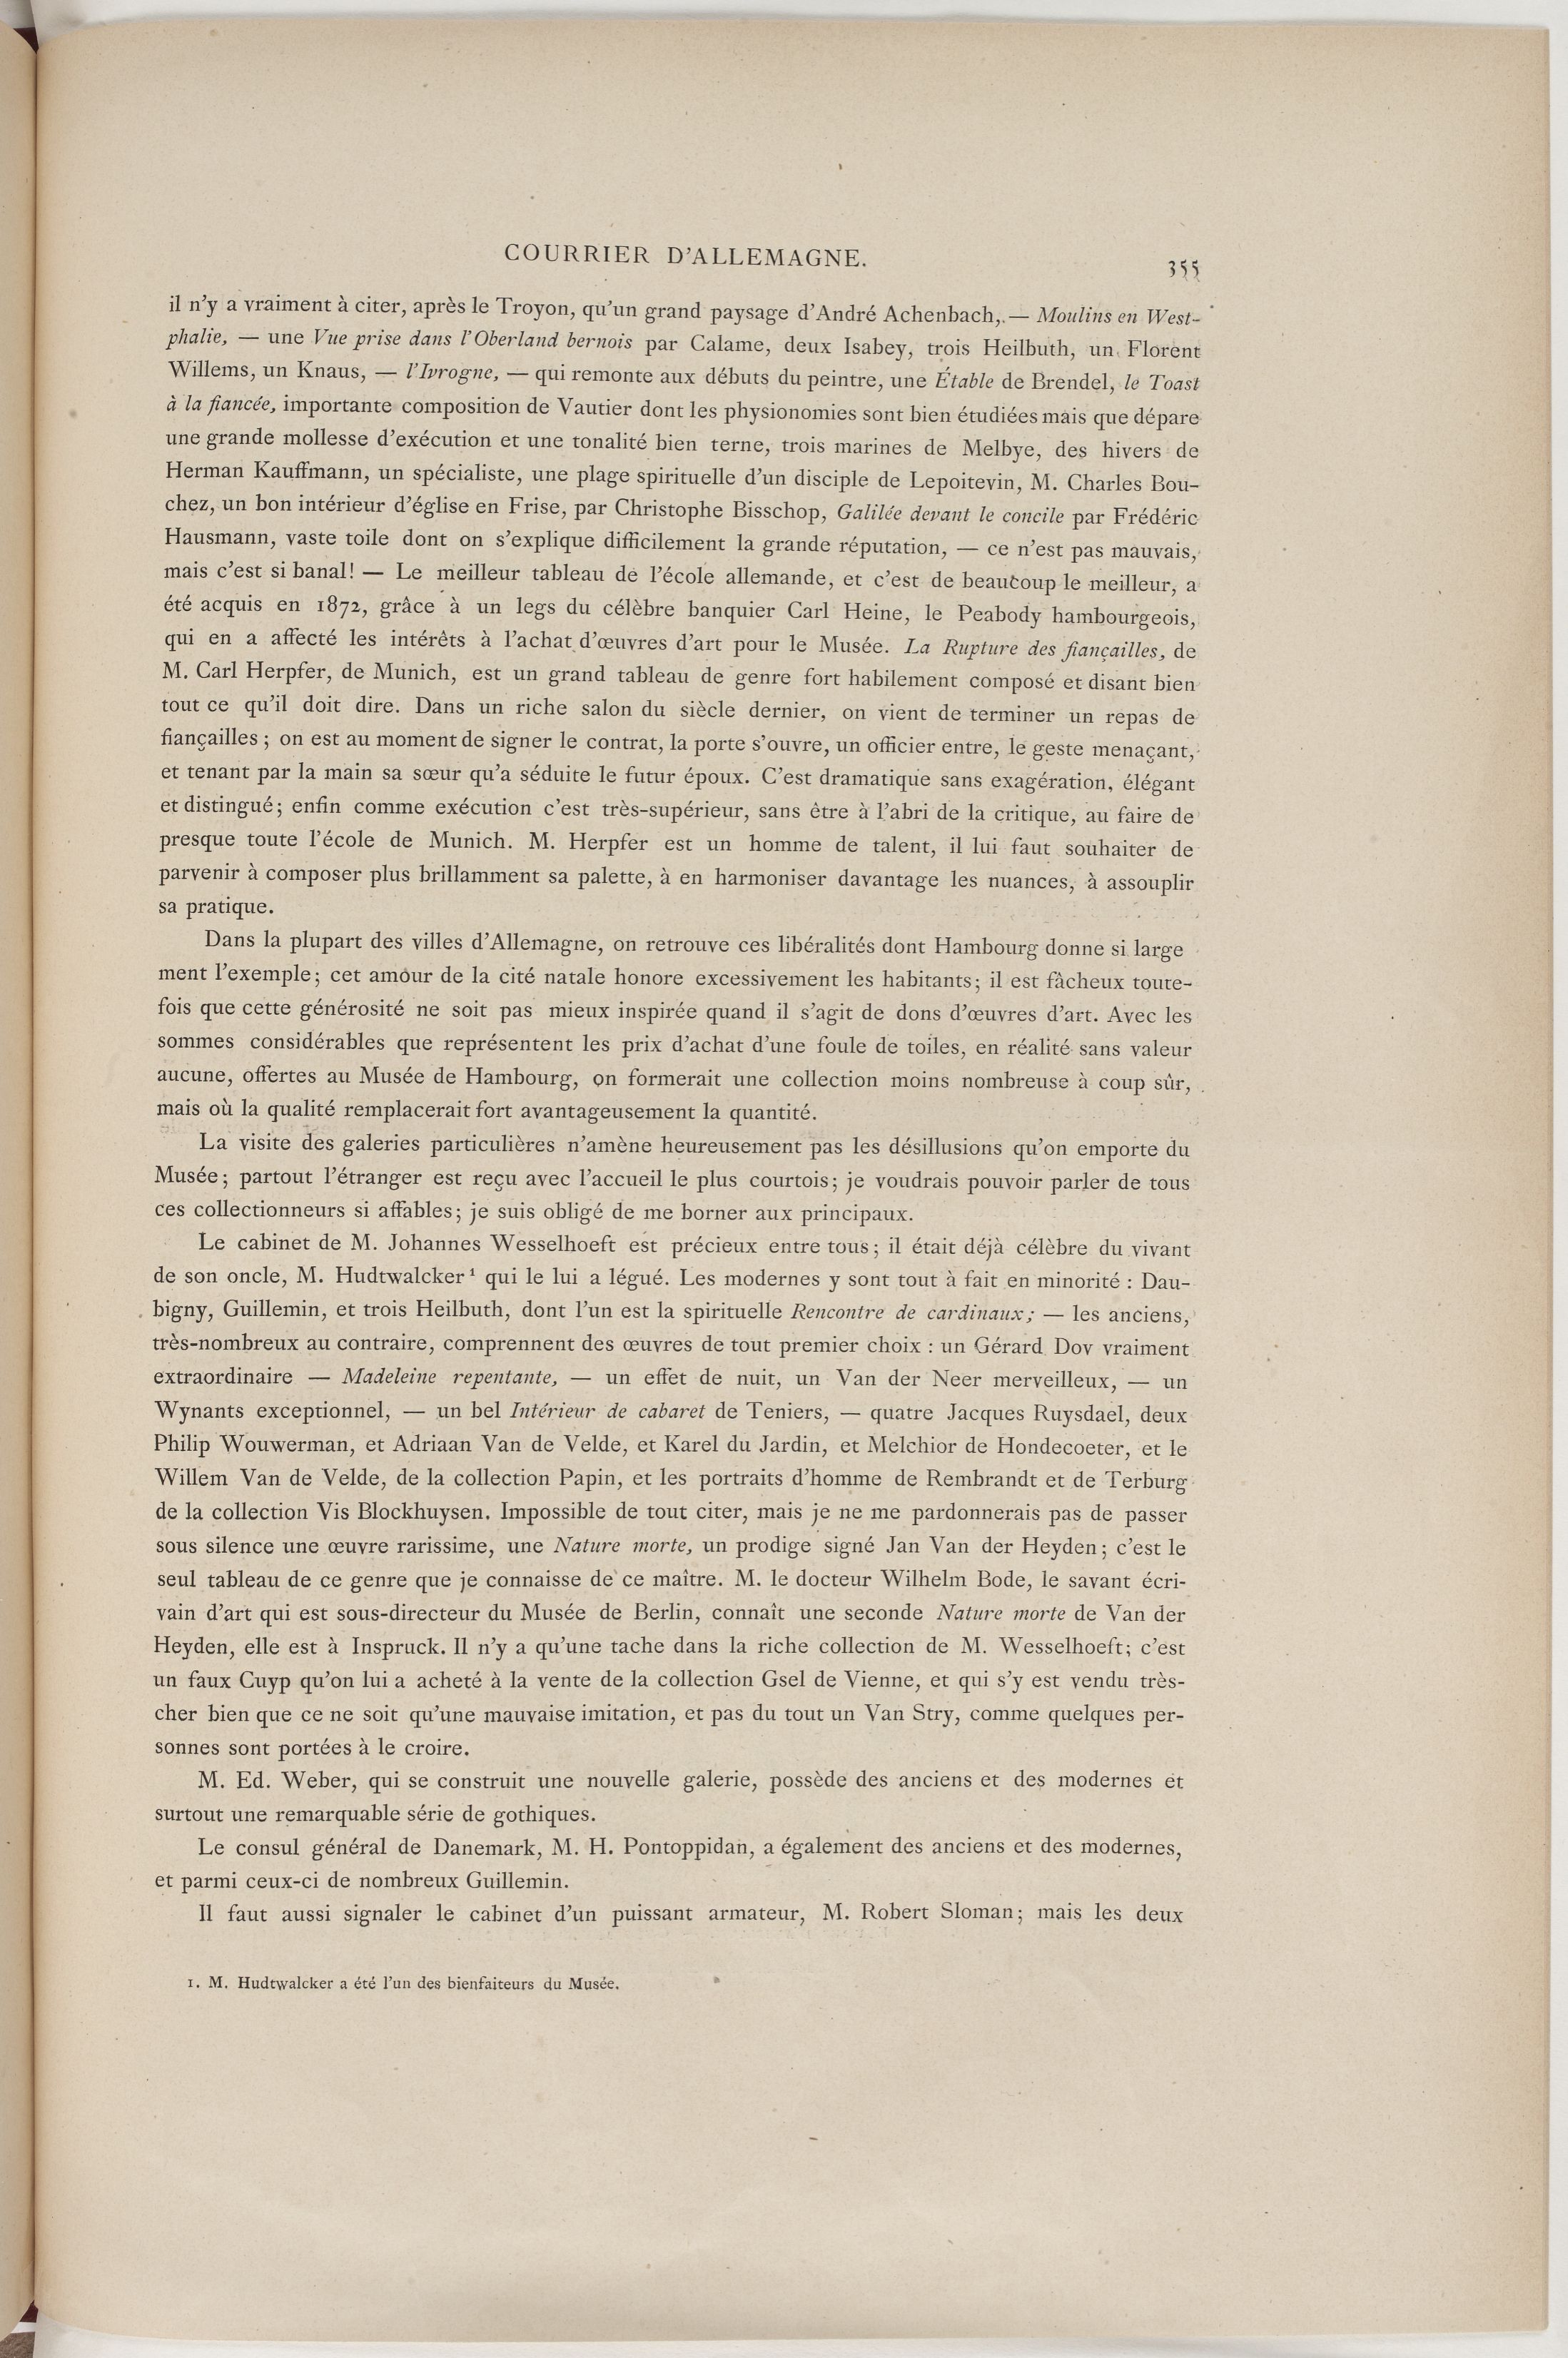 COURRIER D'ALLEMAGNE.
355
il n'y a vraiment à citer, après le Troyon, qu'un grand paysage d'André Achenbach, — Moulins en West-
phalie, — une Vue prise dans l'Oberland bernois par Calame, deux Isabey, trois Heilbuth, un Florent
Willems, un Knaus, — l'Ivrogne, — qui remonte aux débuts du peintre, une Étable de Brendel, le Toast
à la fiancée, importante composition de Vautier dont les physionomies sont bien étudiées mais que dépare
une grande mollesse d'exécution et une tonalité bien terne, trois marines de Melbye, des hivers de
Herman Kauffmann, un spécialiste, une plage spirituelle d'un disciple de Lepoitevin, M. Charles Bou-
chez, un bon intérieur d'église en Frise, par Christophe Bisschop, Galilée devant le concile par Frédéric
Hausmann, vaste toile dont on s'explique difficilement la grande réputation, — ce n'est pas mauvais,
mais c'est si banal! — Le meilleur tableau de l'école allemande, et c'est de beaucoup le meilleur, a
été acquis en 1872, grâce à un legs du célèbre banquier Carl Heine, le Peabody hambourgeois,
qui en a affecté les intérêts à l'achat d'œuvres d'art pour le Musée. La Rupture des fiançailles, de
M. Carl Herpfer, de Munich, est un grand tableau de genre fort habilement composé et disant bien
tout ce qu'il doit dire. Dans un riche salon du siècle dernier, on vient de terminer un repas de
fiançailles ; on est au moment de signer le contrat, la porte s'ouvre, un officier entre, le geste menaçant,
et tenant par la main sa sœur qu'a séduite le futur époux. C'est dramatique sans exagération, élégant
et distingué; enfin comme exécution c'est très-supérieur, sans être à l'abri de la critique, au faire de
presque toute l'école de Munich. M. Herpfer est un homme de talent, il lui faut souhaiter de
parvenir à composer plus brillamment sa palette, à en harmoniser davantage les nuances, à assouplir
sa pratique.
Dans la plupart des villes d'Allemagne, on retrouve ces libéralités dont Hambourg donne si large
ment l'exemple; cet amour de la cité natale honore excessivement les habitants; il est fâcheux toute-
fois que cette générosité ne soit pas mieux inspirée quand il s'agit de dons d'œuvres d'art. Avec les
sommes considérables que représentent les prix d'achat d'une foule de toiles, en réalité sans valeur
aucune, offertes au Musée de Hambourg, on formerait une collection moins nombreuse à coup sûr,
mais où la qualité remplacerait fort avantageusement la quantité.
La visite des galeries particulières n'amène heureusement pas les désillusions qu'on emporte du
Musée; partout l'étranger est reçu avec l'accueil le plus courtois; je voudrais pouvoir parler de tous
ces collectionneurs si affables; je suis obligé de me borner aux principaux.
Le cabinet de M. Johannes Wesselhoeft est précieux entre tous; il était déjà célèbre du vivant
de son oncle, M. Hudtwalcker¹ qui le lui a légué. Les modernes y sont tout à fait en minorité : Dau-
bigny, Guillemin, et trois Heilbuth, dont l'un est la spirituelle Rencontre de cardinaux; — les anciens,
très-nombreux au contraire, comprennent des œuvres de tout premier choix : un Gérard Dov vraiment
extraordinaire — Madeleine repentante, — un effet de nuit, un Van der Neer merveilleux, — un
Wynants exceptionnel, — un bel Intérieur de cabaret de Teniers, — quatre Jacques Ruysdael, deux
Philip Wouwerman, et Adriaan Van de Velde, et Karel du Jardin, et Melchior de Hondecoeter, et le
Willem Van de Velde, de la collection Papin, et les portraits d'homme de Rembrandt et de Terburg
de la collection Vis Blockhuysen. Impossible de tout citer, mais je ne me pardonnerais pas de passer
sous silence une œuvre rarissime, une Nature morte, un prodige signé Jan Van der Heyden; c'est le
seul tableau de ce genre que je connaisse de ce maître. M. le docteur Wilhelm Bode, le savant écri-
vain d'art qui est sous-directeur du Musée de Berlin, connaît une seconde Nature morte de Van der
Heyden, elle est à Inspruck. Il n'y a qu'une tache dans la riche collection de M. Wesselhoeft; c'est
un faux Cuyp qu'on lui a acheté à la vente de la collection Gsel de Vienne, et qui s'y est vendu très-
cher bien que ce ne soit qu'une mauvaise imitation, et pas du tout un Van Stry, comme quelques per-
sonnes sont portées à le croire.
M. Ed. Weber, qui se construit une nouvelle galerie, possède des anciens et des modernes et
surtout une remarquable série de gothiques.
Le consul général de Danemark, M. H. Pontoppidan, a également des anciens et des modernes,
et parmi ceux-ci de nombreux Guillemin.
Il faut aussi signaler le cabinet d'un puissant armateur, M. Robert Sloman; mais les deux
1. M. Hudtwalcker a été l'un des bienfaiteurs du Musée.